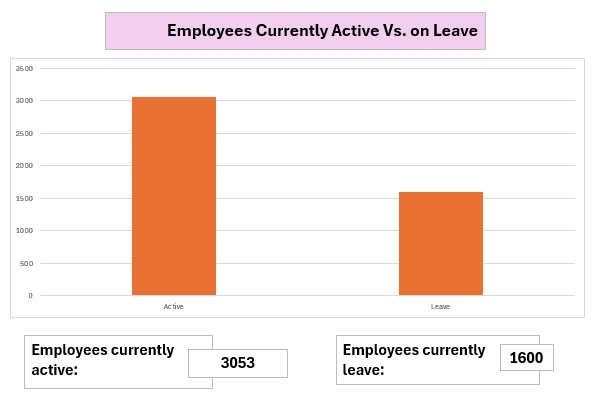 Employees Currently Active Vs. on Leave
3500
3000
2500
2000
1500
1000
500
0
Active
Leave
Employees currently
active:
3053
Employees currently
leave:
1600